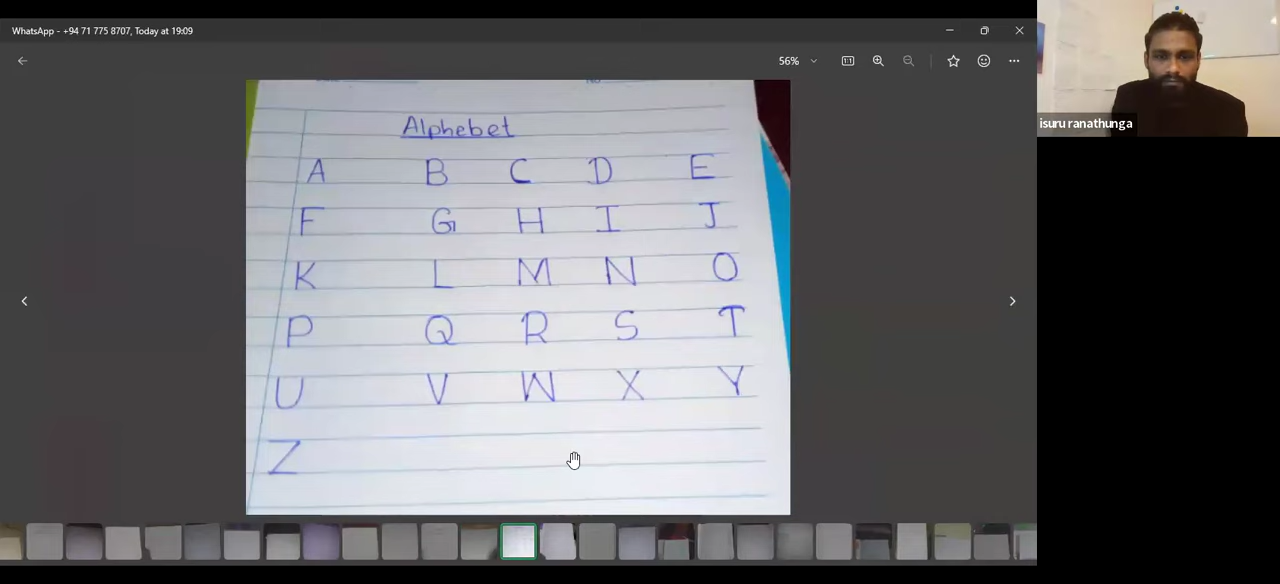 WhatsApp - +94 71 775 8707, Today at 19:09
56%
isuru ranathunga
Alphebet
A B C D E
F G H I J
K L M N O
P Q R S T
U V W X Y
Z